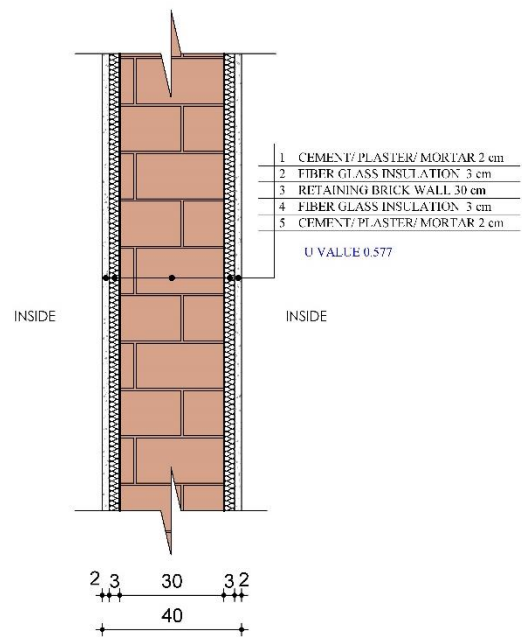 1 CEMENT/ PLASTER/ MORTAR 2 cm
2 FIBER GLASS INSULATION 3 cm
3 RETAINING BRICK WALL 30 cm
4 FIBER GLASS INSULATION 3 cm
5 CEMENT/ PLASTER/ MORTAR 2 cm
U VALUE 0.577
INSIDE INSIDE
2 3 30 3 2
40